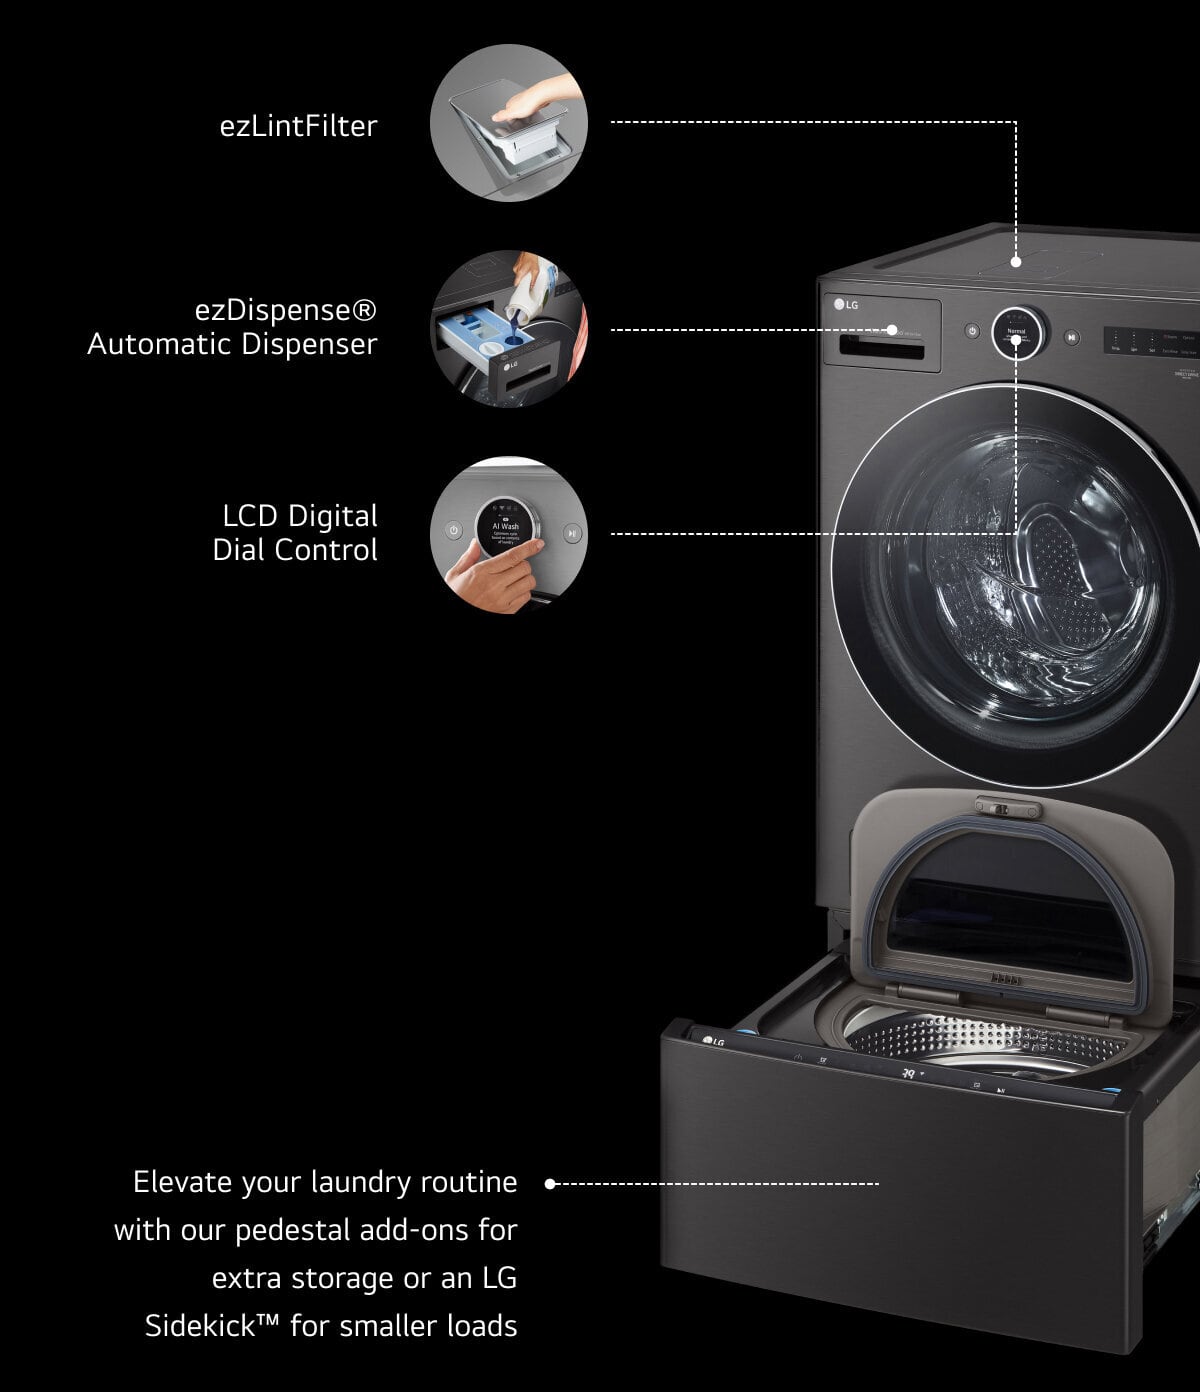 ezLintFilter
ezDispense®
Automatic Dispenser
LG
LG
Normal
LCD Digital
Dial Control
AI Wash
LG
Elevate your laundry routine
with our pedestal add-ons for
extra storage or an LG
Sidekick™ for smaller loads